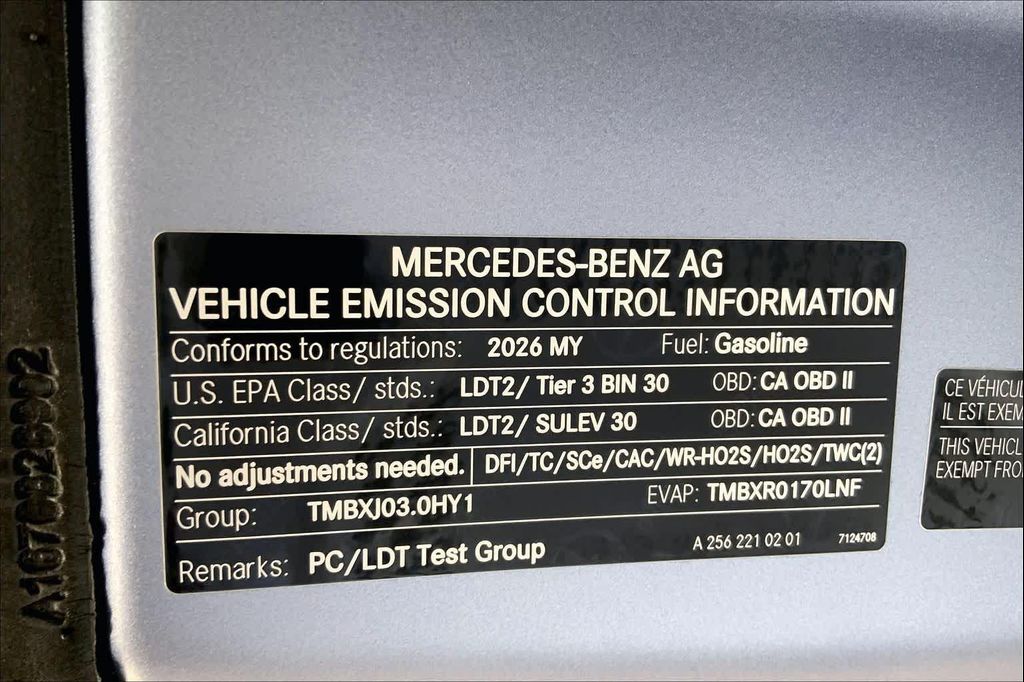 MERCEDES-BENZ AG
VEHICLE EMISSION CONTROL INFORMATION
Conforms to regulations: 2026 MY Fuel: Gasoline
U.S. EPA Class/ stds.: LDT2/ Tier 3 BIN 30 OBD: CA OBD II
California Class/ stds.: LDT2/ SULEV 30 OBD: CA OBD II
No adjustments needed. DFI/TC/SCe/CAC/WR-HO2S/HO2S/TWC(2)
Group: TMBXJ03.0HY1 EVAP: TMBXR0170LNF
Remarks: PC/LDT Test Group A 256 221 02 01 7124708
CE VÉHICUL
IL EST EXEM
THIS VEHICL
EXEMPT FRO